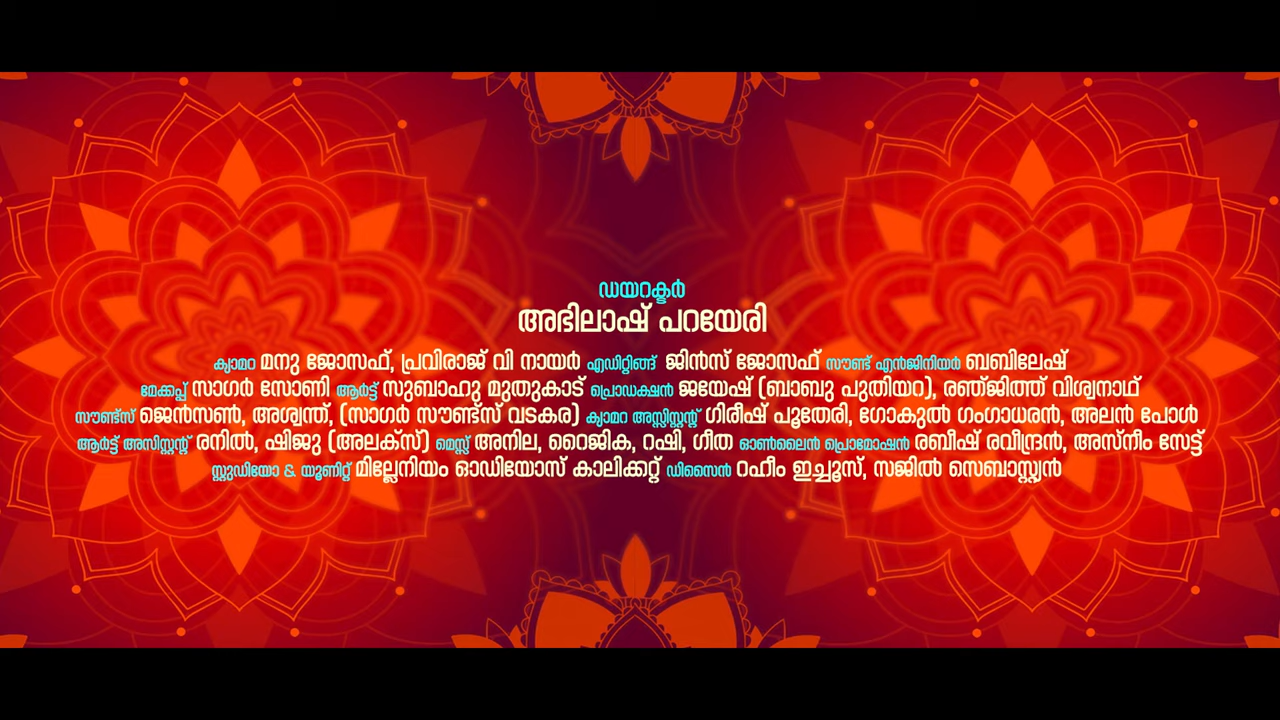 ഡയറക്ടർ
അഭിലാഷ് പറയേരി
ക്യാമറ മനു ജോസഫ്, പ്രവിരാജ് വി നായർ എഡിറ്റിങ്ങ് ജിൻസ് ജോസഫ് സൗണ്ട് എൻജിനിയർ ബബിലേഷ്
മേക്കപ്പ് സാഗർ സോണി ആർട്ട് സുബാഹു മുതുകാട് പ്രൊഡക്ഷൻ ജയേഷ് (ബാബു പുതിയറ), രഞ്ജിത്ത് വിശ്വനാഥ്
സൗണ്ട്സ് ജെൻസൺ, അശ്വന്ത്, (സാഗർ സൗണ്ട്സ് വടകര) ക്യാമറ അസ്സിസ്റ്റന്റ് ഗിരീഷ് പൂതേരി, ഗോകുൽ ഗംഗാധരൻ, അലൻ പോൾ
ആർട്ട് അസിസ്റ്റന്റ് രനിൽ, ഷിജു (അലക്സ്) മെസ്സ് അനില, റൈജിക, റഷി, ഗീത ഓൺലൈൻ പ്രൊമോഷൻ രബീഷ് രവീന്ദ്രൻ, അസ്നീം സേട്ട്
സ്റ്റുഡിയോ & യൂണിറ്റ് മില്ലേനിയം ഓഡിയോസ് കാലിക്കറ്റ് ഡിസൈൻ റഹീം ഇച്ചൂസ്, സജിൽ സെബാസ്റ്റ്യൻ